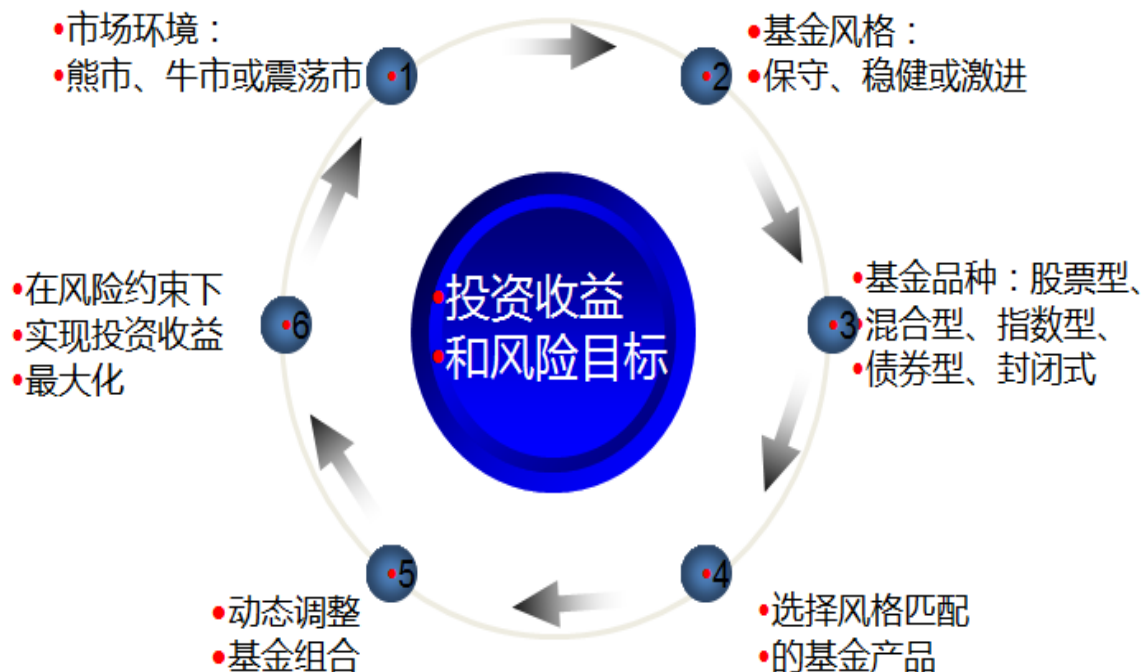 市场环境：
熊市、牛市或震荡市
1
2
基金风格：
保守、稳健或激进
3
基金品种：股票型、
混合型、指数型、
债券型、封闭式
4
选择风格匹配
的基金产品
5
动态调整
基金组合
6
在风险约束下
实现投资收益
最大化
投资收益
和风险目标